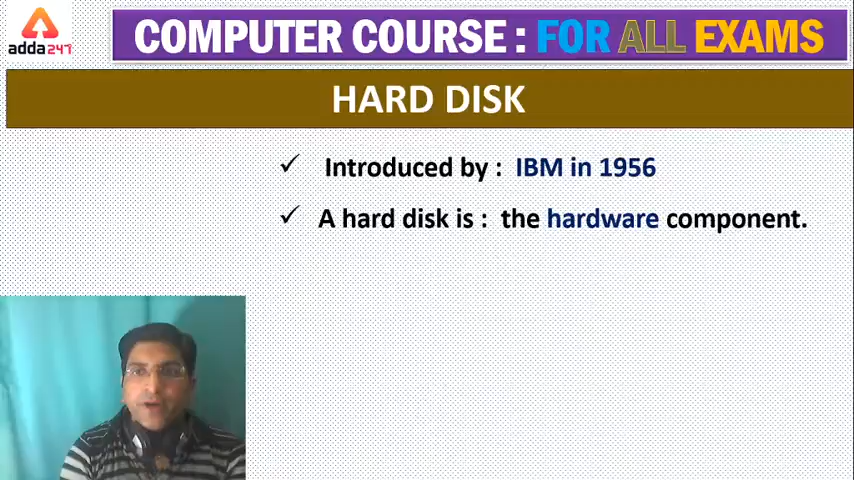 adda247
COMPUTER COURSE : FOR ALL EXAMS
HARD DISK
✓ Introduced by : IBM in 1956
✓ A hard disk is : the hardware component.